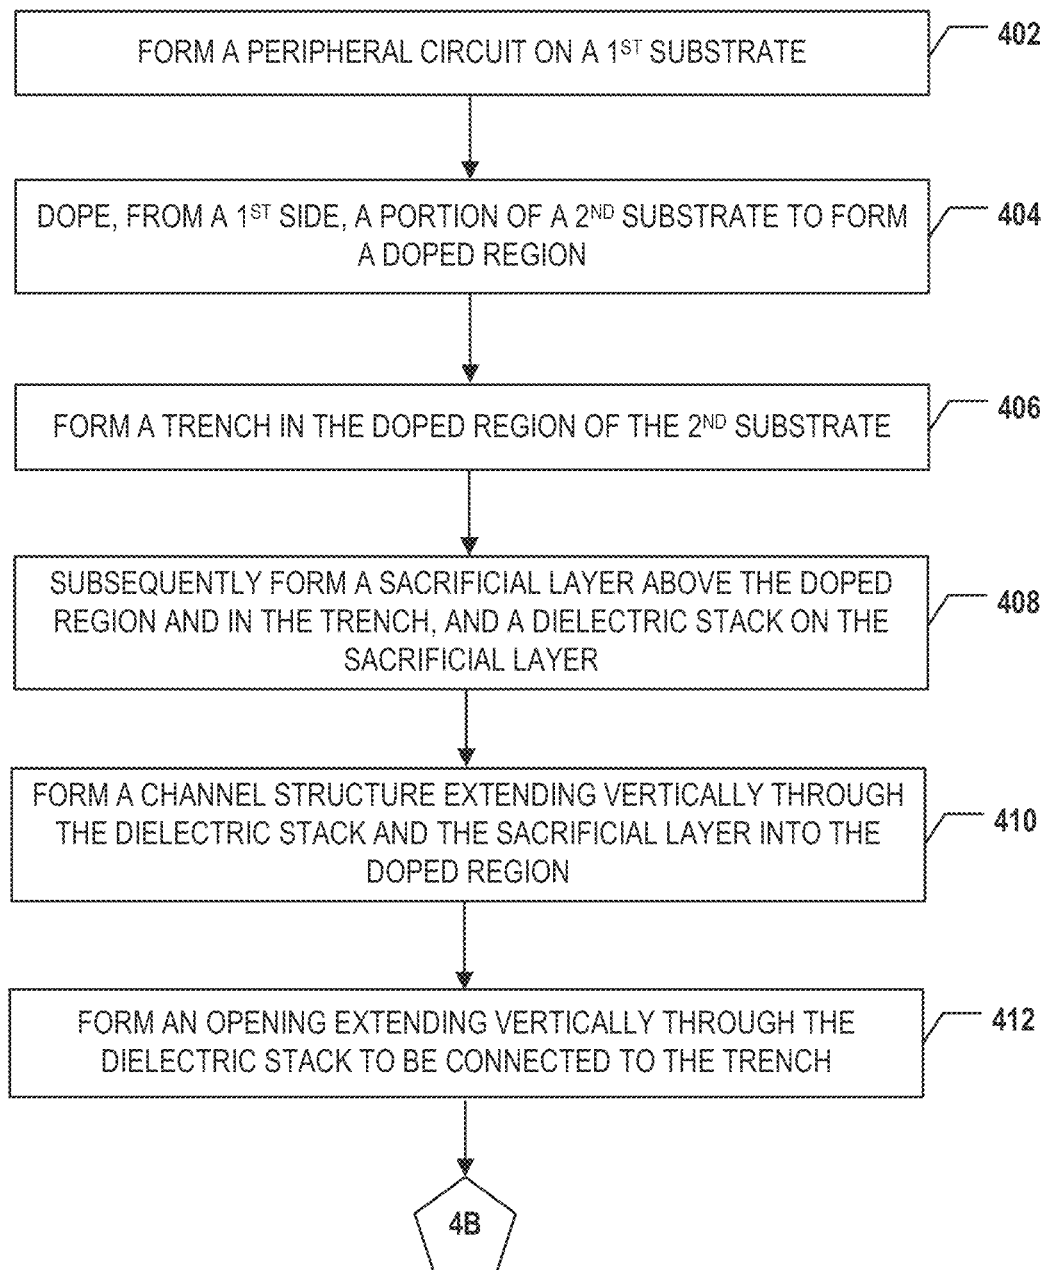 FORM A PERIPHERAL CIRCUIT ON A 1ST SUBSTRATE
402
DOPE, FROM A 1ST SIDE, A PORTION OF A 2ND SUBSTRATE TO FORM
A DOPED REGION
404
FORM A TRENCH IN THE DOPED REGION OF THE 2ND SUBSTRATE
406
SUBSEQUENTLY FORM A SACRIFICIAL LAYER ABOVE THE DOPED
REGION AND IN THE TRENCH, AND A DIELECTRIC STACK ON THE
SACRIFICIAL LAYER
408
FORM A CHANNEL STRUCTURE EXTENDING VERTICALLY THROUGH
THE DIELECTRIC STACK AND THE SACRIFICIAL LAYER INTO THE
DOPED REGION
410
FORM AN OPENING EXTENDING VERTICALLY THROUGH THE
DIELECTRIC STACK TO BE CONNECTED TO THE TRENCH
412
4B